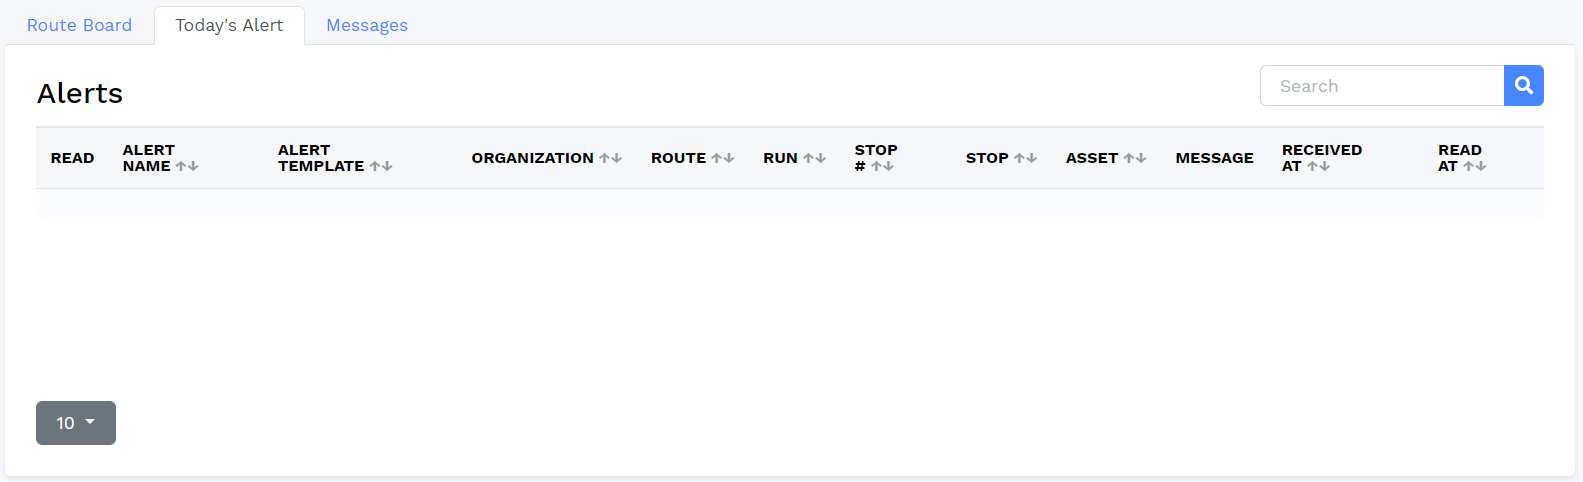 Route Board
Today's Alert
Messages
Alerts
Search
READ
ALERT
NAME
ALERT
TEMPLATE
ORGANIZATION
ROUTE
RUN
STOP
#
STOP
ASSET
MESSAGE
RECEIVED
AT
READ
AT
10